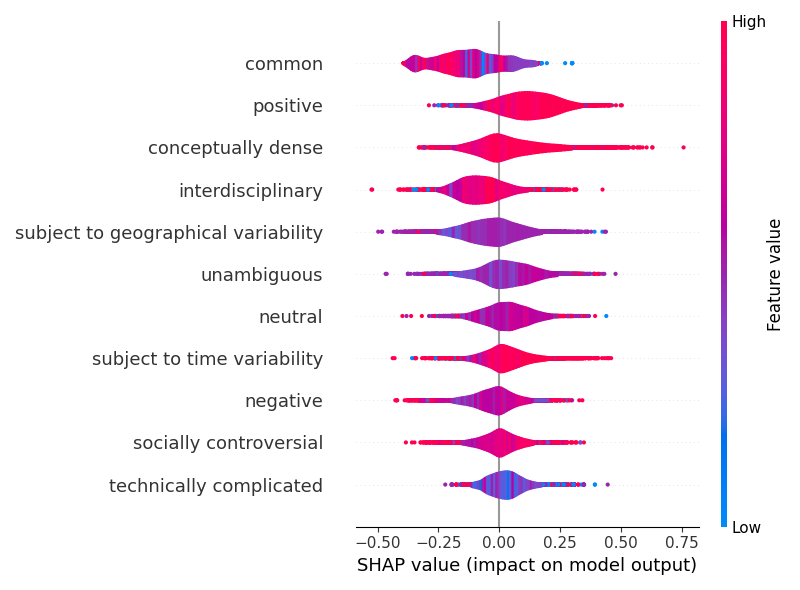 High
common
positive
conceptually dense
interdisciplinary
subject to geographical variability
unambiguous
neutral
subject to time variability
negative
socially controversial
technically complicated
Feature value
Low
−0.50 −0.25 0.00 0.25 0.50 0.75
SHAP value (impact on model output)